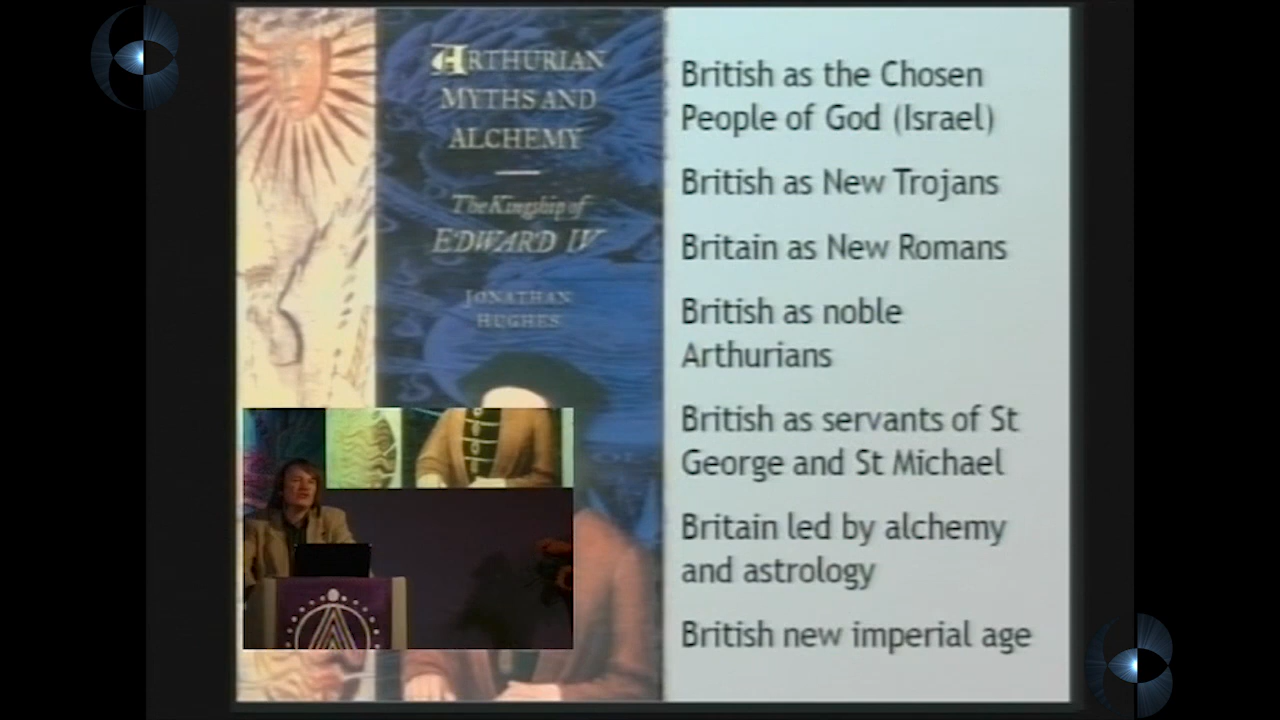 ARTHURIAN
MYTHS AND
ALCHEMY
The Kingship of
EDWARD IV
JONATHAN
HUGHES
British as the Chosen
People of God (Israel)
British as New Trojans
Britain as New Romans
British as noble
Arthurians
British as servants of St
George and St Michael
Britain led by alchemy
and astrology
British new imperial age